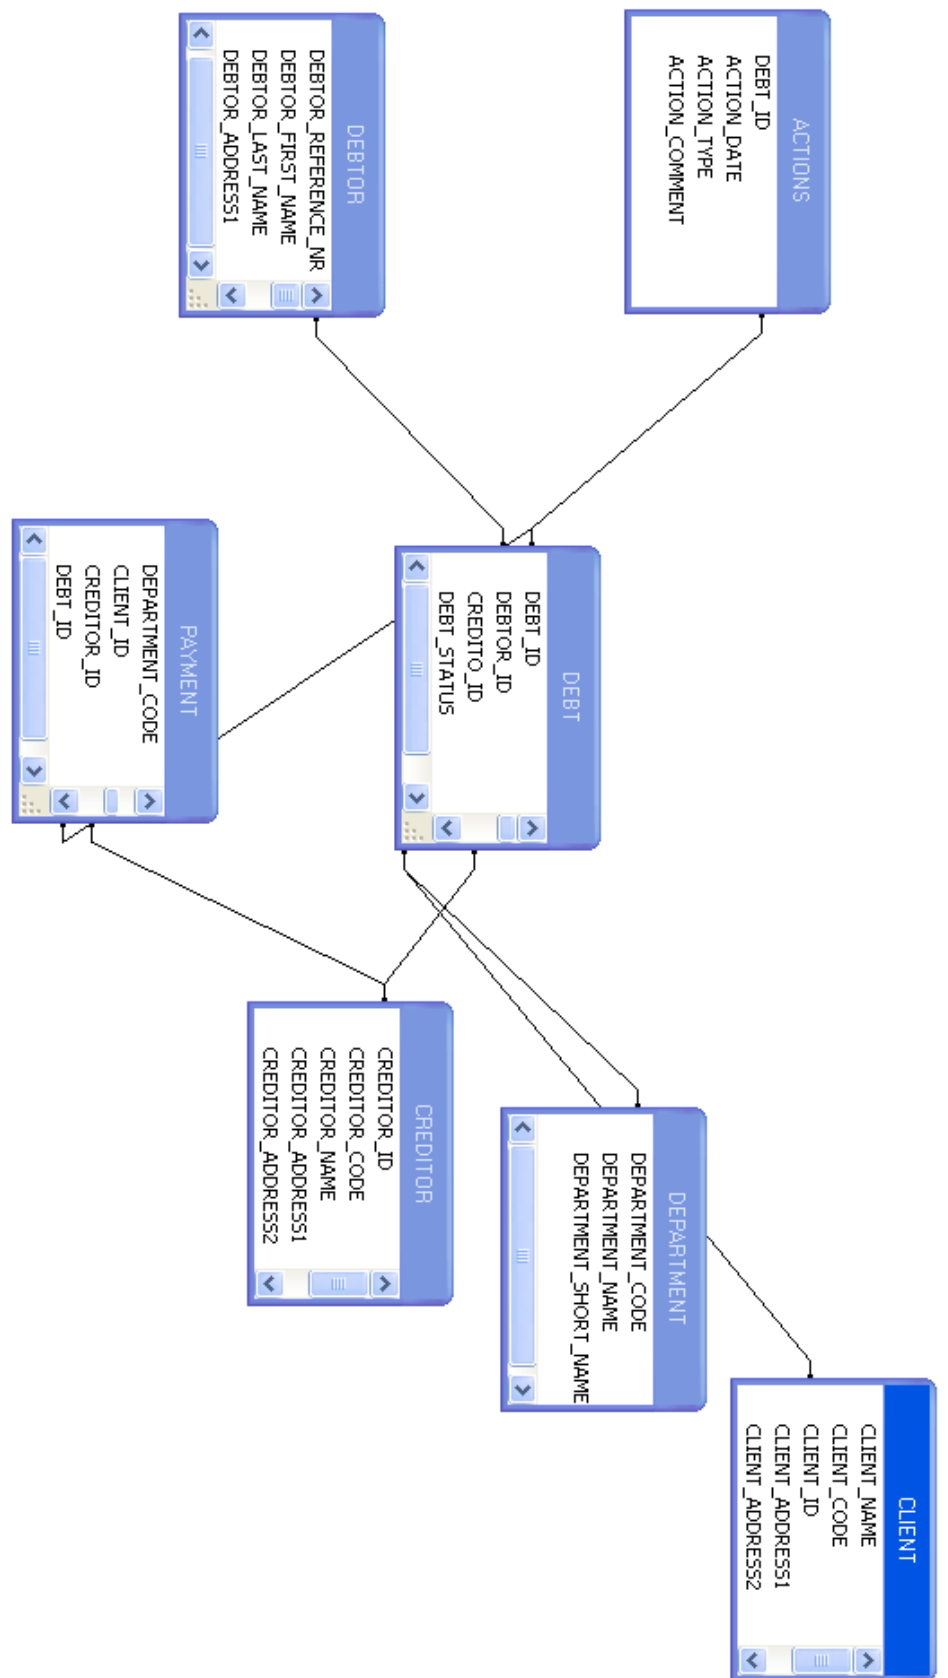 ACTIONS
DEBT_ID
ACTION_DATE
ACTION_TYPE
ACTION_COMMENT
DEBTOR
DEBTOR_REFERENCE_NR
DEBTOR_FIRST_NAME
DEBTOR_LAST_NAME
DEBTOR_ADDRESS1
DEBT
DEBT_ID
DEBTOR_ID
CREDITO_ID
DEBT_STATUS
PAYMENT
DEPARTMENT_CODE
CLIENT_ID
CREDITOR_ID
DEBT_ID
CREDITOR
CREDITOR_ID
CREDITOR_CODE
CREDITOR_NAME
CREDITOR_ADDRESS1
CREDITOR_ADDRESS2
DEPARTMENT
DEPARTMENT_CODE
DEPARTMENT_NAME
DEPARTMENT_SHORT_NAME
CLIENT
CLIENT_NAME
CLIENT_CODE
CLIENT_ID
CLIENT_ADDRESS1
CLIENT_ADDRESS2